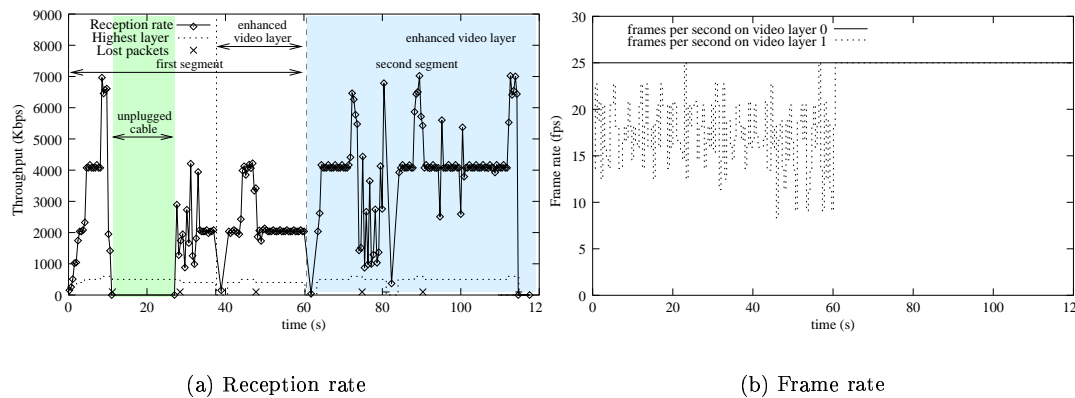 9000
8000
7000
6000
5000
4000
3000
2000
1000
0
Throughput (Kbps)
Reception rate
Highest layer
Lost packets
enhanced
video layer
enhanced video layer
first segment
second segment
unplugged
cable
0
20
40
60
80
100
12
time (s)
(a) Reception rate
30
25
20
15
10
5
0
Frame rate (fps)
frames per second on video layer 0
frames per second on video layer 1
0
20
40
60
80
100
120
time (s)
(b) Frame rate